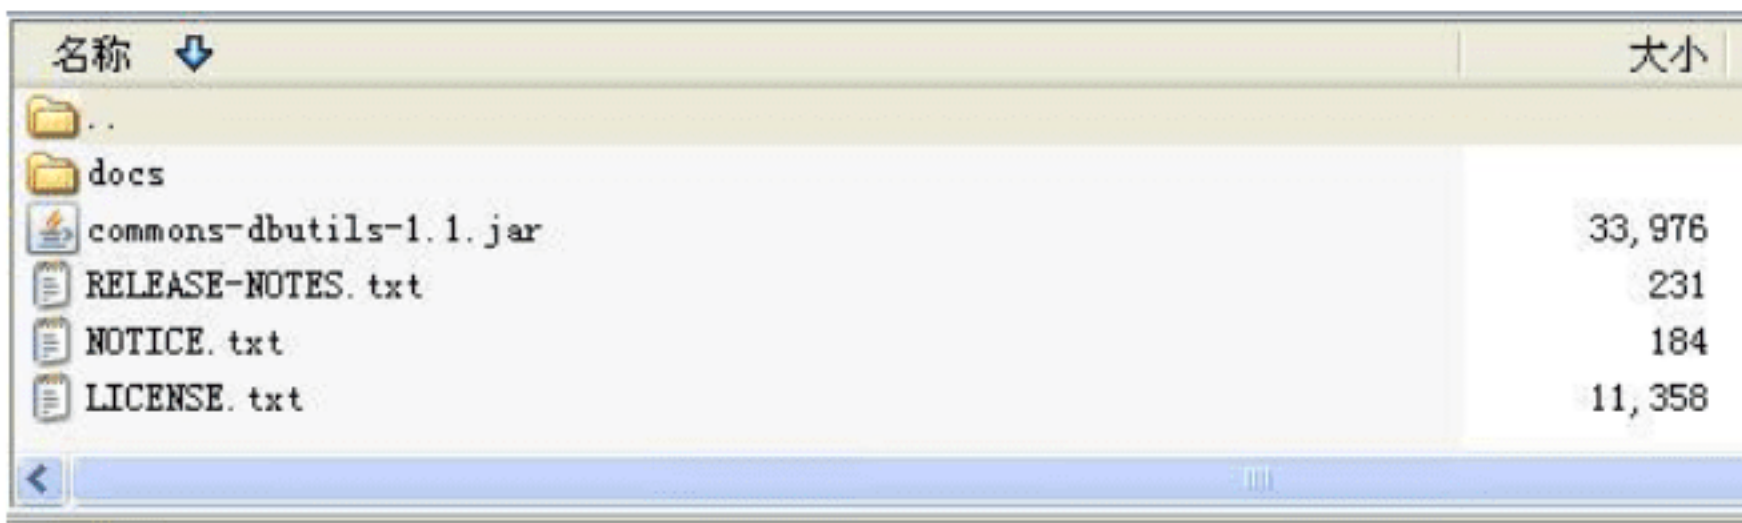 名称 大小
..
docs
commons-dbutils-1.1.jar 33,976
RELEASE-NOTES.txt 231
NOTICE.txt 184
LICENSE.txt 11,358